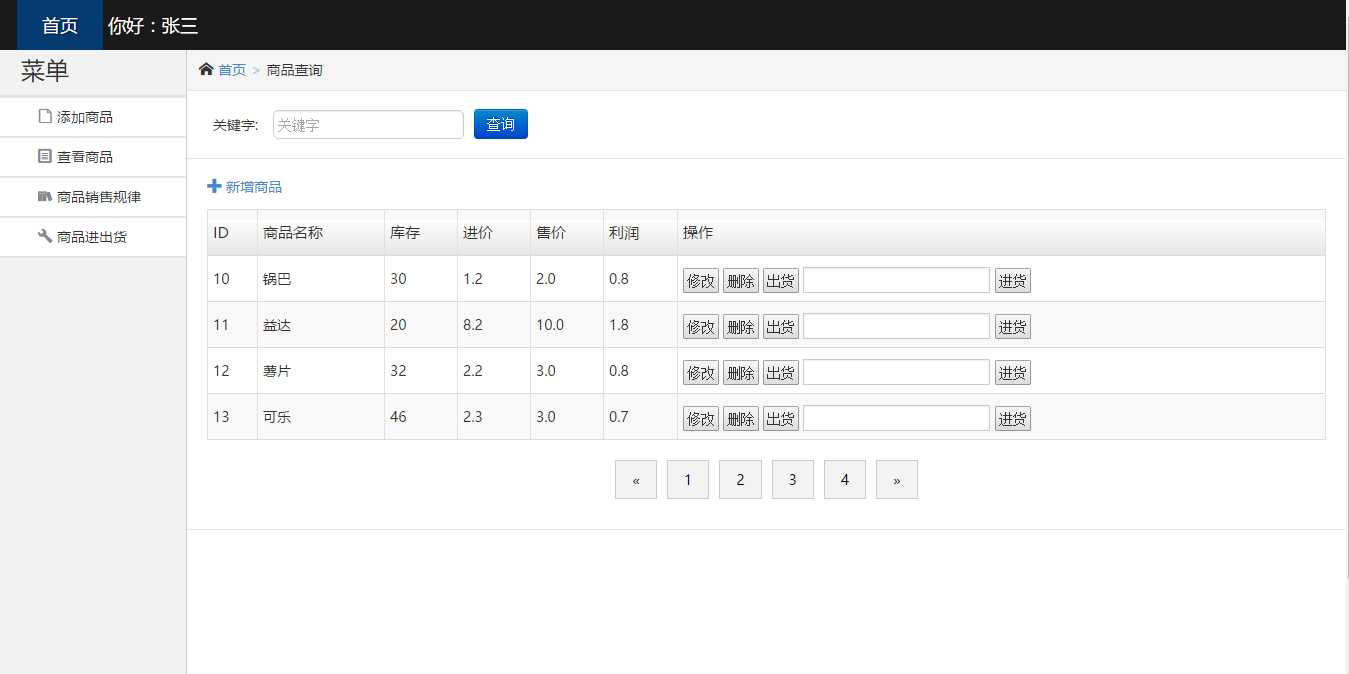 首页 你好：张三
菜单
首页 > 商品查询
添加商品
查看商品
商品销售规律
商品进出货
关键字: 关键字 查询
新增商品
ID 商品名称 库存 进价 售价 利润 操作
10 锅巴 30 1.2 2.0 0.8 修改 删除 出货 进货
11 益达 20 8.2 10.0 1.8 修改 删除 出货 进货
12 薯片 32 2.2 3.0 0.8 修改 删除 出货 进货
13 可乐 46 2.3 3.0 0.7 修改 删除 出货 进货
« 1 2 3 4 »